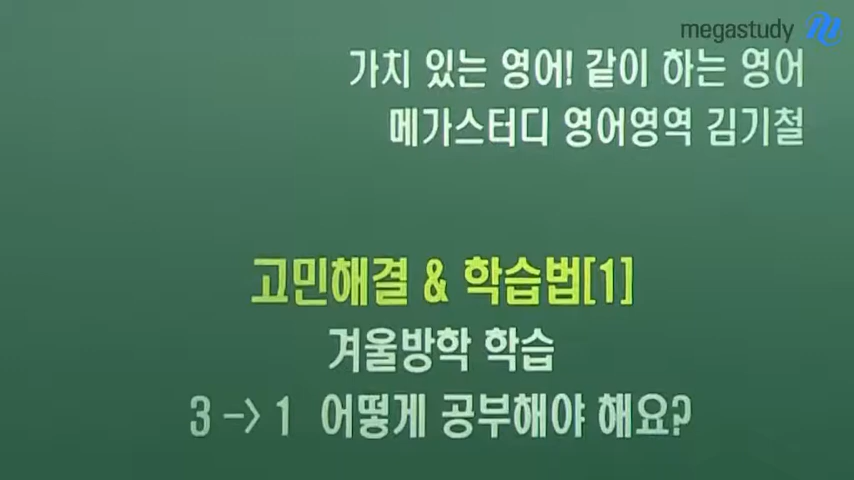 megastudy
가치 있는 영어! 같이 하는 영어
메가스터디 영어영역 김기철
고민해결 & 학습법[1]
겨울방학 학습
3 -> 1 어떻게 공부해야 해요?